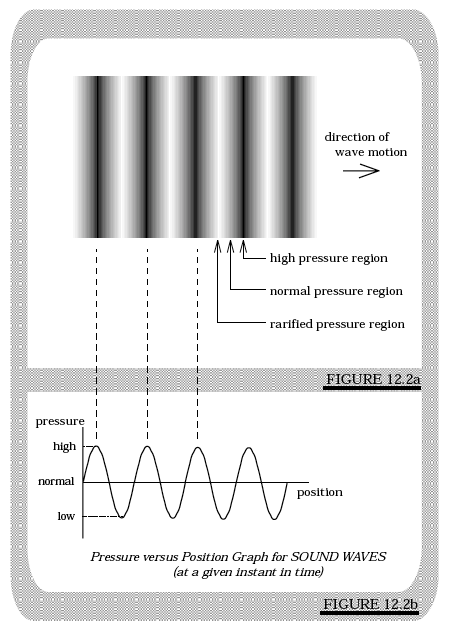 direction of
wave motion
high pressure region
normal pressure region
rarified pressure region
FIGURE 12.2a
pressure
high
normal
position
low
Pressure versus Position Graph for SOUND WAVES
(at a given instant in time)
FIGURE 12.2b